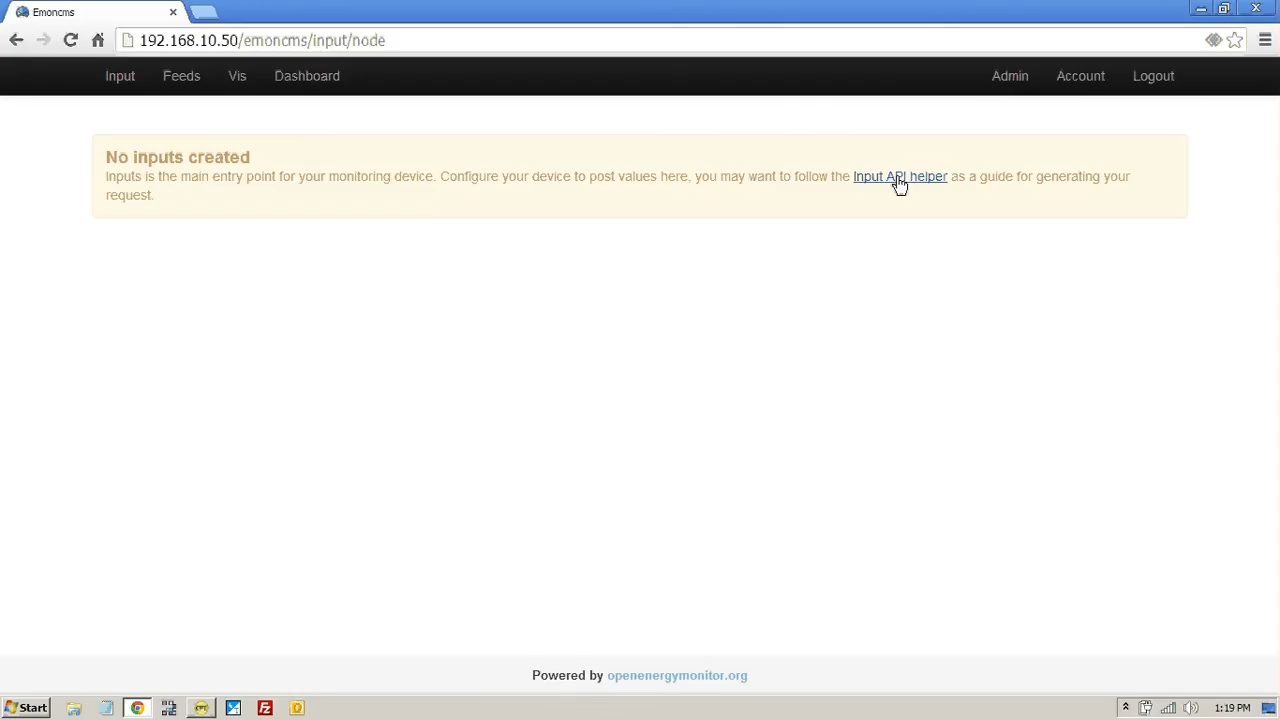 Emoncms
192.168.10.50/emoncms/input/node
Input Feeds Vis Dashboard Admin Account Logout
No inputs created
Inputs is the main entry point for your monitoring device. Configure your device to post values here, you may want to follow the Input API helper as a guide for generating your
request.
Powered by openenergymonitor.org
Start 1:19 PM